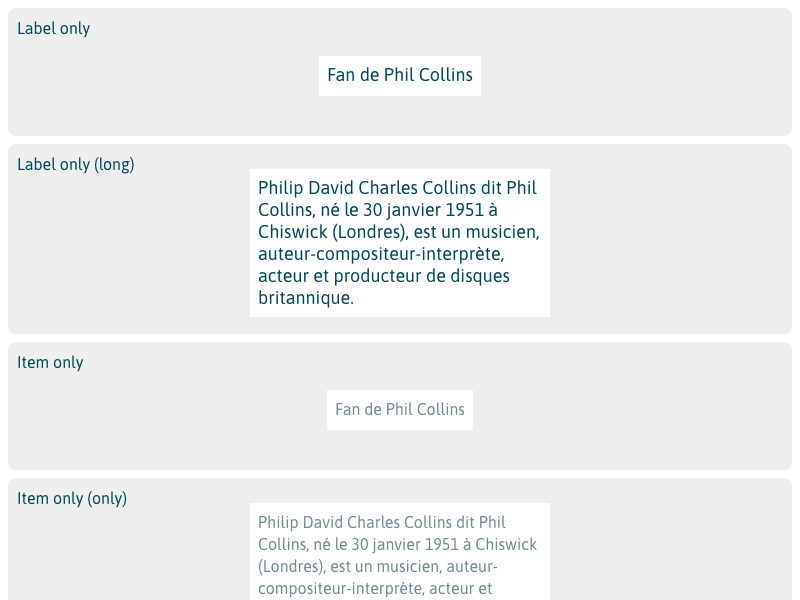 Label only
Fan de Phil Collins
Label only (long)
Philip David Charles Collins dit Phil
Collins, né le 30 janvier 1951 à
Chiswick (Londres), est un musicien,
auteur-compositeur-interprète,
acteur et producteur de disques
britannique.
Item only
Fan de Phil Collins
Item only (only)
Philip David Charles Collins dit Phil
Collins, né le 30 janvier 1951 à Chiswick
(Londres), est un musicien, auteur-
compositeur-interprète, acteur et